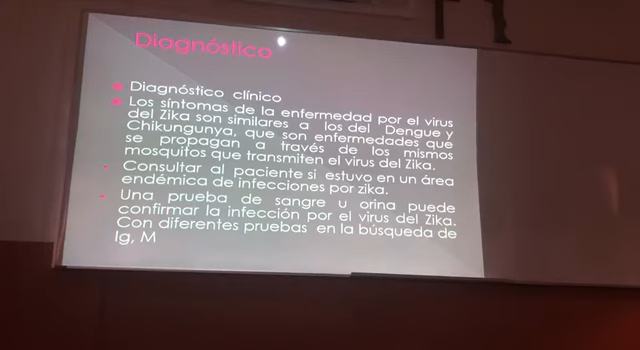 Diagnóstico
Diagnóstico clínico
Los síntomas de la enfermedad por el virus
del Zika son similares a los del Dengue y
Chikungunya, que son enfermedades que
se propagan a través de los mismos
mosquitos que transmiten el virus del Zika.
Consultar al paciente si estuvo en un área
endémica de infecciones por zika.
Una prueba de sangre u orina puede
confirmar la infección por el virus del Zika.
Con diferentes pruebas en la búsqueda de
Ig, M